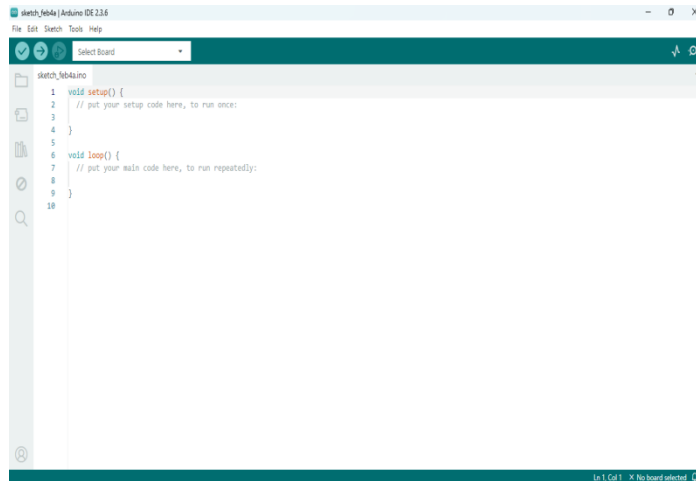 sketch_feb4a | Arduino IDE 2.3.6
File Edit Sketch Tools Help
Select Board
sketch_feb4a.ino
1 void setup() {
2 // put your setup code here, to run once:
3
4 }
5
6 void loop() {
7 // put your main code here, to run repeatedly:
8
9 }
10
Ln 1, Col 1 × No board selected